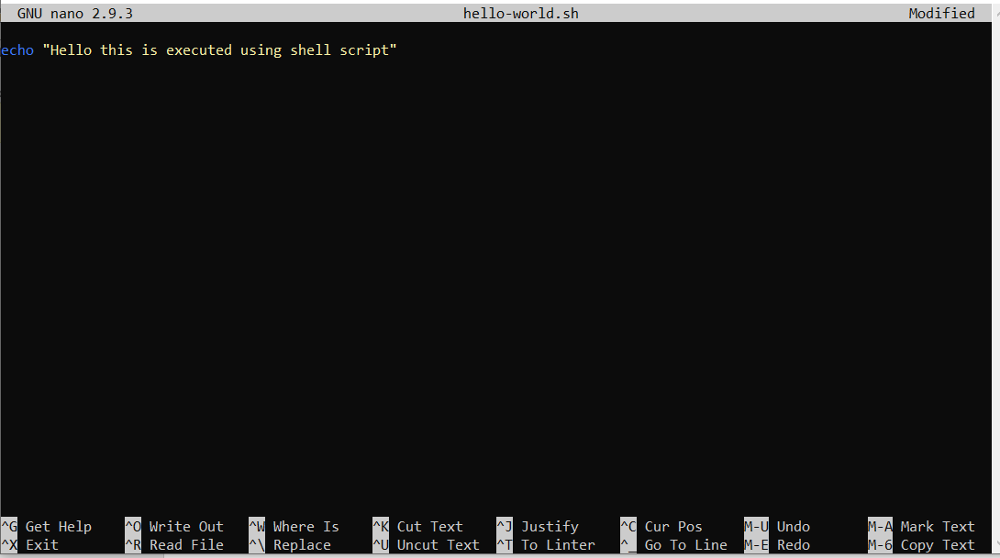 GNU nano 2.9.3 hello-world.sh Modified
echo "Hello this is executed using shell script"
^G Get Help ^O Write Out ^W Where Is ^K Cut Text ^J Justify ^C Cur Pos M-U Undo M-A Mark Text
^X Exit ^R Read File ^\ Replace ^U Uncut Text ^T To Linter ^_ Go To Line M-E Redo M-6 Copy Text